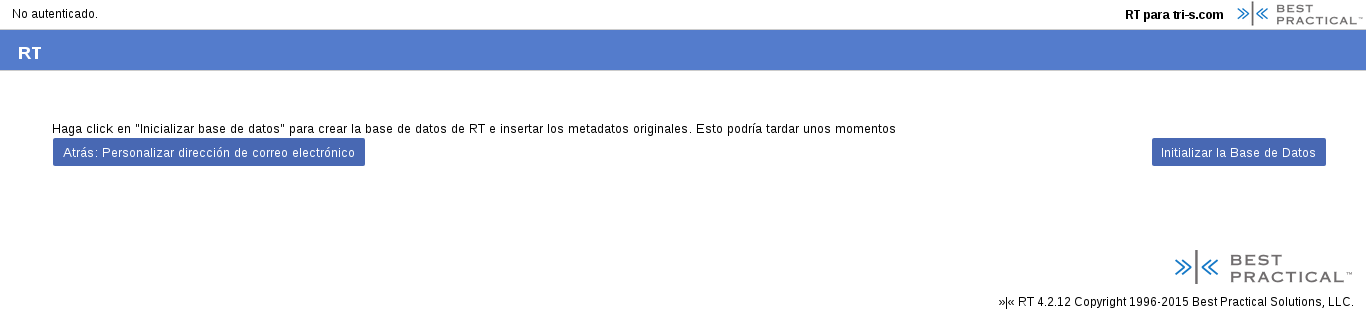 No autenticado.
RT para tri-s.com
BEST
PRACTICAL™
RT
Haga click en "Inicializar base de datos" para crear la base de datos de RT e insertar los metadatos originales. Esto podría tardar unos momentos
Atrás: Personalizar dirección de correo electrónico
Initializar la Base de Datos
BEST
PRACTICAL™
»|« RT 4.2.12 Copyright 1996-2015 Best Practical Solutions, LLC.